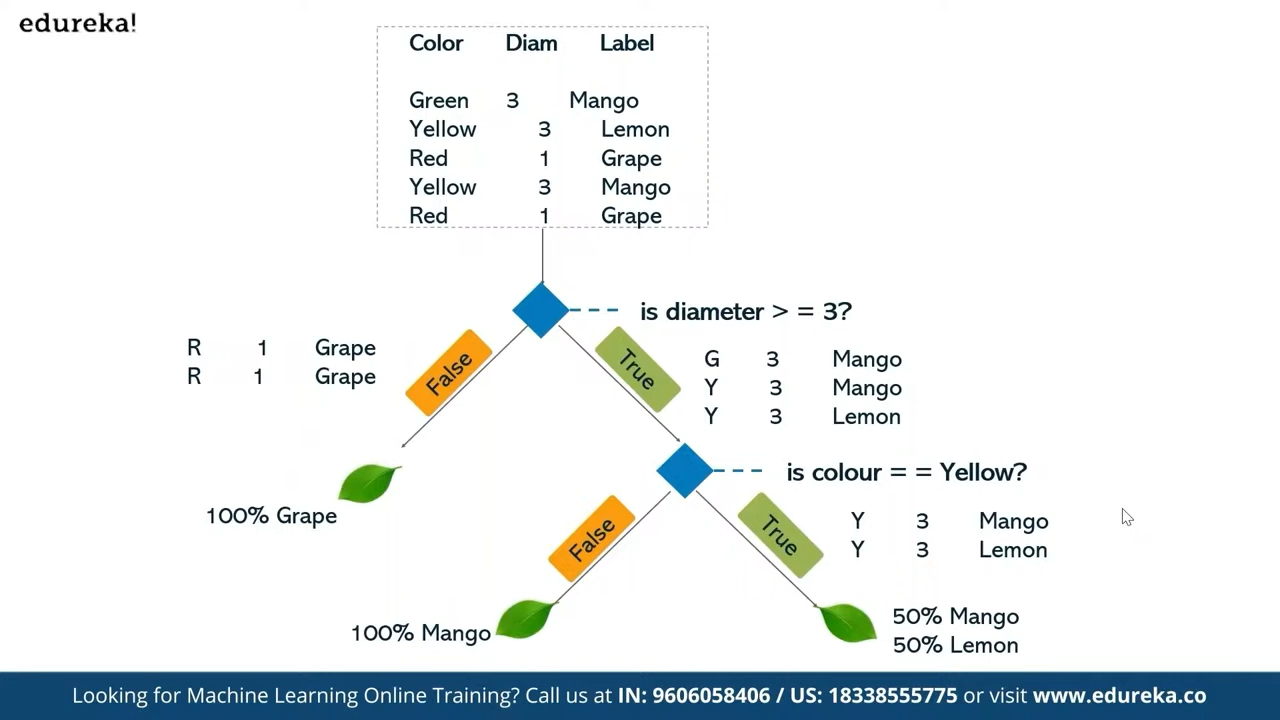 edureka!
Color Diam Label
Green 3 Mango
Yellow 3 Lemon
Red 1 Grape
Yellow 3 Mango
Red 1 Grape
is diameter > = 3?
R 1 Grape
R 1 Grape
False
True
G 3 Mango
Y 3 Mango
Y 3 Lemon
is colour = = Yellow?
100% Grape
False
True
Y 3 Mango
Y 3 Lemon
100% Mango
50% Mango
50% Lemon
Looking for Machine Learning Online Training? Call us at IN: 9606058406 / US: 18338555775 or visit www.edureka.co